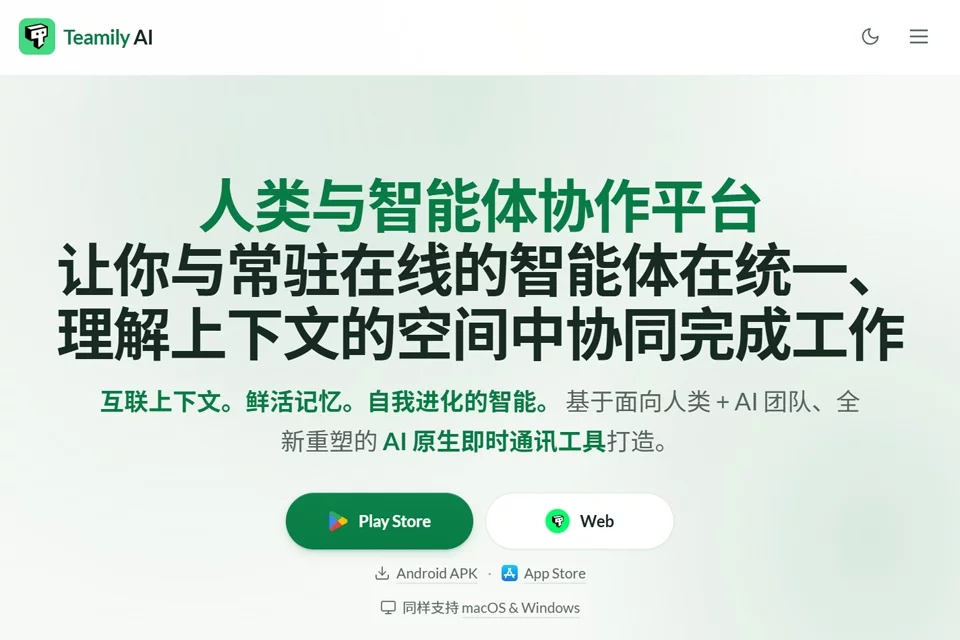 Teamily AI
人类与智能体协作平台
让你与常驻在线的智能体在统一、
理解上下文的空间中协同完成工作
互联上下文。鲜活记忆。自我进化的智能。 基于面向人类 + AI 团队、全
新重塑的 AI 原生即时通讯工具打造。
Play Store
Web
Android APK · App Store
同样支持 macOS & Windows